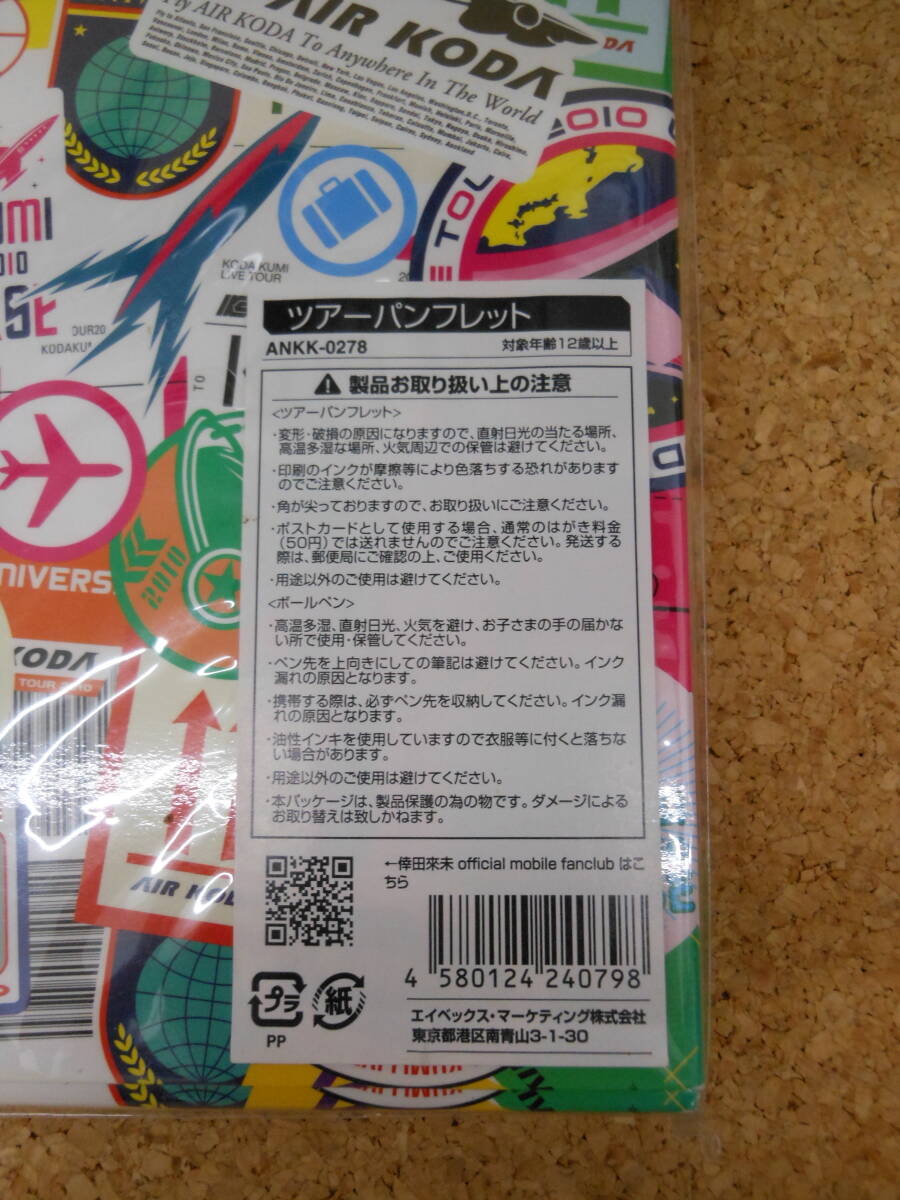 AIR KODA
Fly AIR KODA To Anywhere In The World
DA
2010
E TOU
UMI
2010
SE
KODA KUMI
LIVE TOUR
20
OUR20
KODAKU
TO
NIVERS
2010
KODA
TOUR 2010
AIR KOD
ツアーパンフレット
ANKK-0278 対象年齢12歳以上
製品お取り扱い上の注意
<ツアーパンフレット>
・変形・破損の原因になりますので、直射日光の当たる場所、
高温多湿な場所、火気周辺での保管は避けてください。
・印刷のインクが摩擦等により色落ちする恐れがあります
のでご注意ください。
・角が尖っておりますので、お取り扱いにご注意ください。
・ポストカードとして使用する場合、通常のはがき料金
(50円)では送れませんのでご注意ください。発送する
際は、郵便局にご確認の上、ご使用ください。
・用途以外のご使用は避けてください。
<ボールペン>
・高温多湿、直射日光、火気を避け、お子さまの手の届かな
い所で使用・保管してください。
・ペン先を上向きにしての筆記は避けてください。インク
漏れの原因となります。
・携帯する際は、必ずペン先を収納してください。インク漏
れの原因となります。
・油性インキを使用していますので衣服等に付くと落ちな
い場合があります。
・用途以外のご使用は避けてください。
・本パッケージは、製品保護の為の物です。ダメージによる
お取り替えは致しかねます。
←倖田來未 official mobile fanclub はこ
ちら
4 580124 240798
プラ
PP
紙
エイベックス・マーケティング株式会社
東京都港区南青山3-1-30